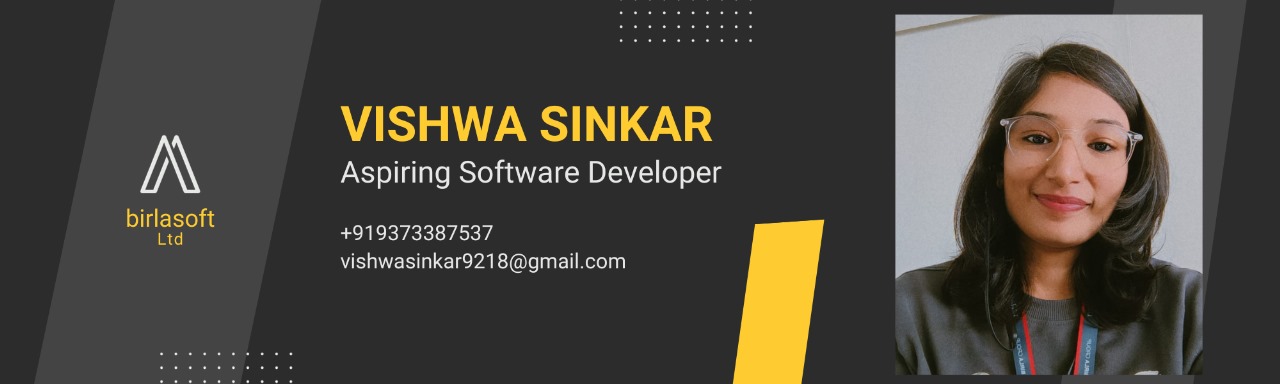 birlasoft
Ltd
VISHWA SINKAR
Aspiring Software Developer
+919373387537
vishwasinkar9218@gmail.com